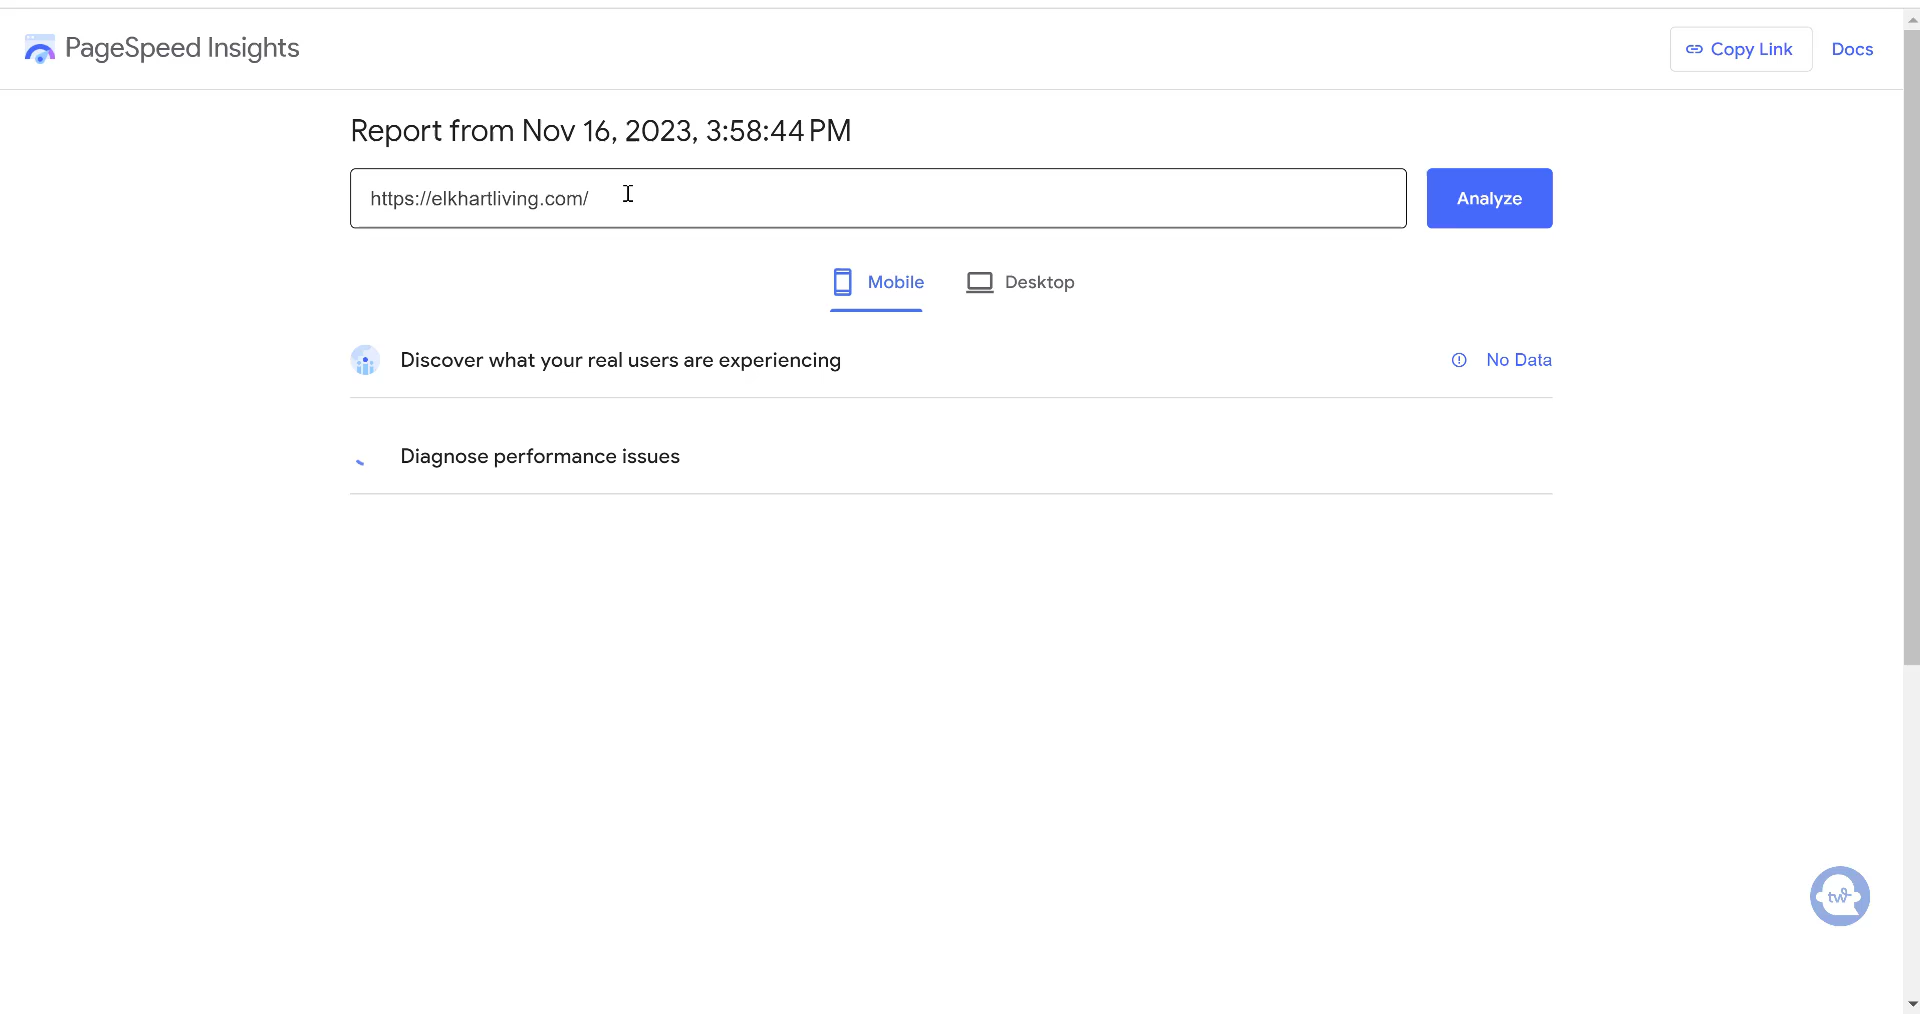 PageSpeed Insights
Copy Link
Docs
Report from Nov 16, 2023, 3:58:44 PM
https://elkhartliving.com/
Analyze
Mobile
Desktop
Discover what your real users are experiencing
No Data
Diagnose performance issues
tw